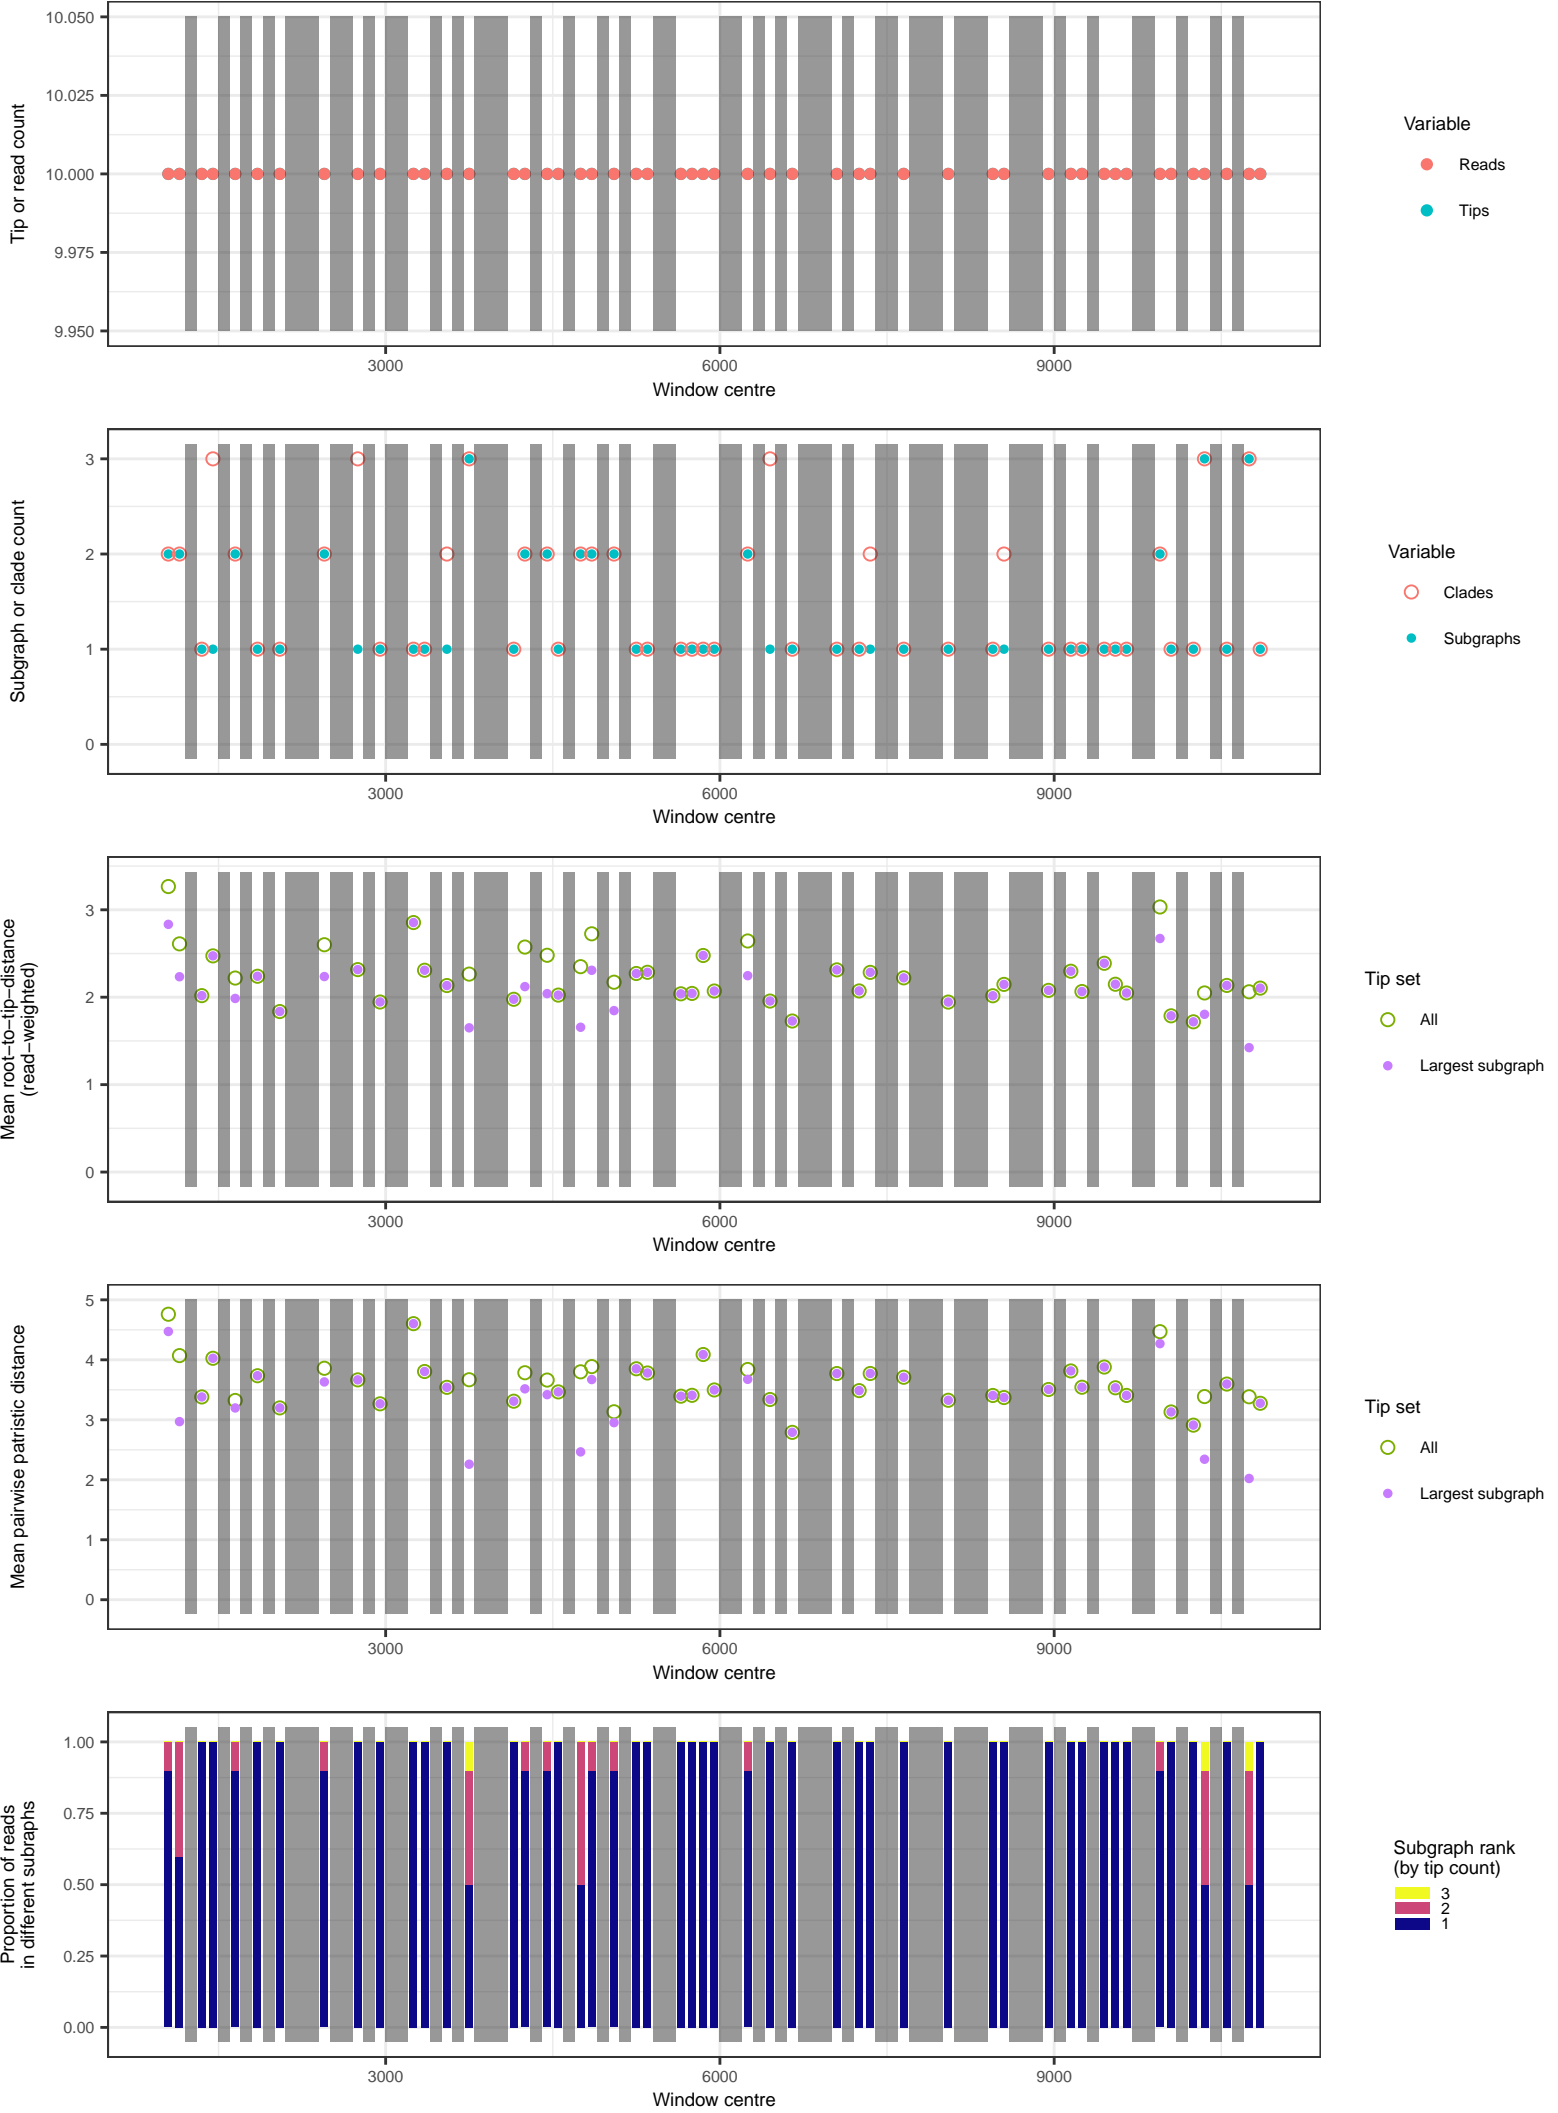 10.050
10.025
10.000
9.975
9.950
Tip or read count
3000
6000
9000
Window centre
Variable
Reads
Tips
3
2
1
0
Subgraph or clade count
3000
6000
9000
Window centre
Variable
Clades
Subgraphs
3
2
1
0
Mean root−to−tip−distance
(read−weighted)
3000
6000
9000
Window centre
Tip set
All
Largest subgraph
5
4
3
2
1
0
Mean pairwise patristic distance
3000
6000
9000
Window centre
Tip set
All
Largest subgraph
1.00
0.75
0.50
0.25
0.00
Proportion of reads
in different subraphs
3000
6000
9000
Window centre
Subgraph rank
(by tip count)
3
2
1